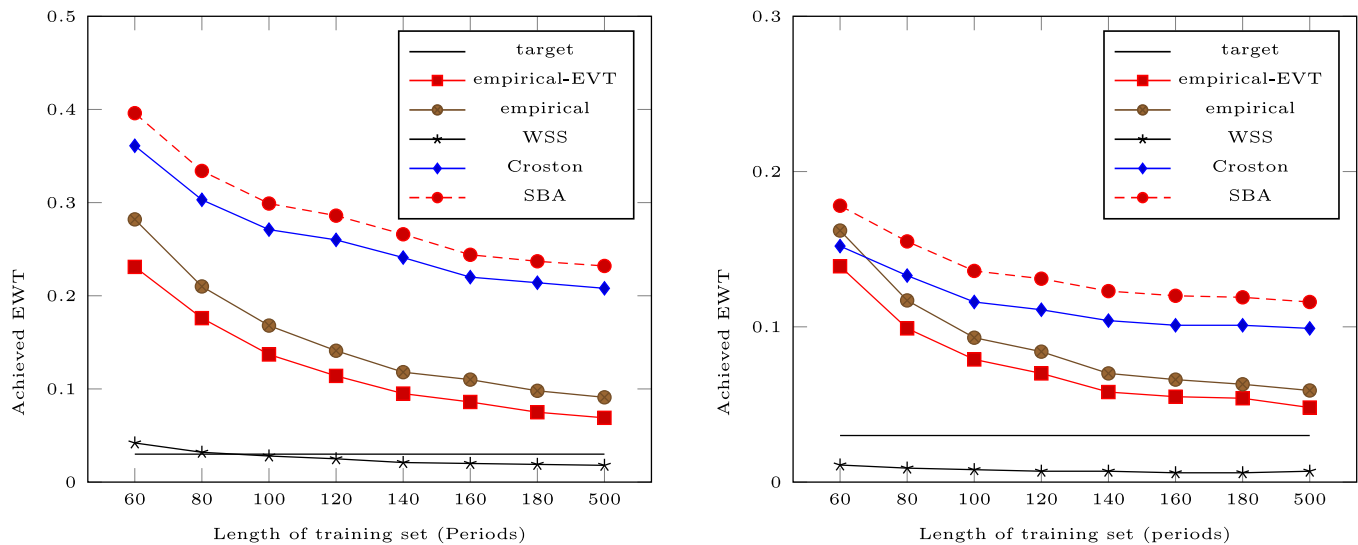 0.5
0.4
0.3
0.2
0.1
0
Achieved EWT
60 80 100 120 140 160 180 500
Length of training set (Periods)
target
empirical-EVT
empirical
WSS
Croston
SBA
0.3
0.2
0.1
0
Achieved EWT
60 80 100 120 140 160 180 500
Length of training set (periods)
target
empirical-EVT
empirical
WSS
Croston
SBA